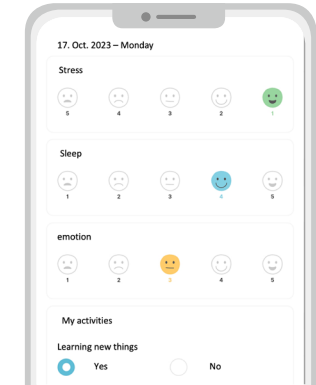 17. Oct. 2023 – Monday
Stress
5 4 3 2 1
Sleep
1 2 3 4 5
emotion
1 2 3 4 5
My activities
Learning new things
Yes No